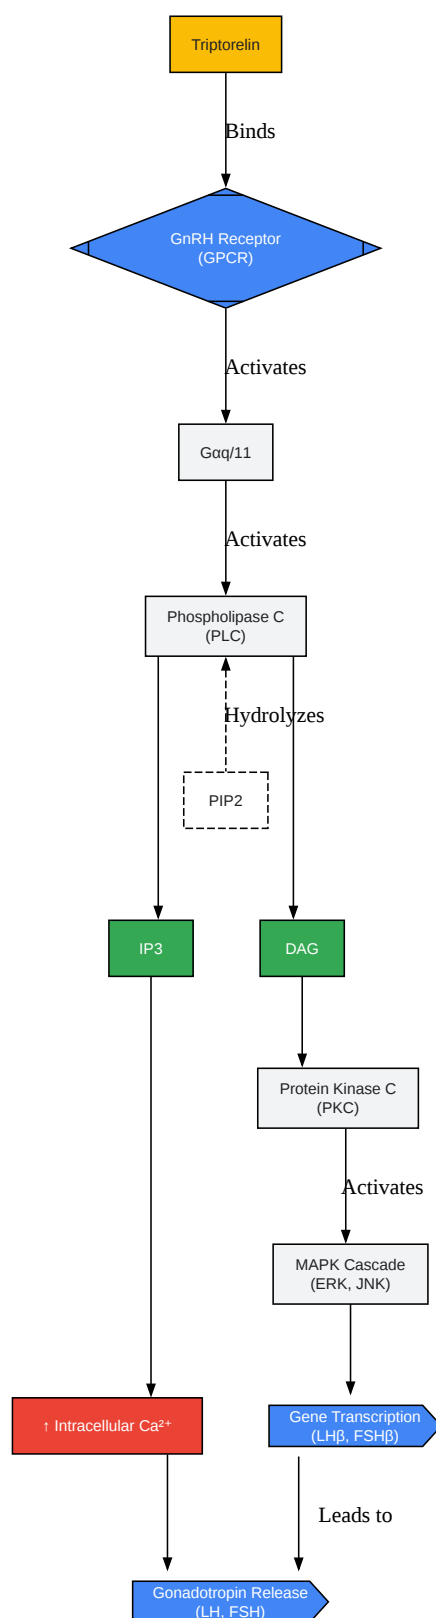 Triptorelin
Binds
GnRH Receptor
(GPCR)
Activates
Gαq/11
Activates
Phospholipase C
(PLC)
Hydrolyzes
PIP2
IP3
DAG
Protein Kinase C
(PKC)
Activates
MAPK Cascade
(ERK, JNK)
↑ Intracellular Ca²⁺
Gene Transcription
(LHβ, FSHβ)
Leads to
Gonadotropin Release
(LH, FSH)